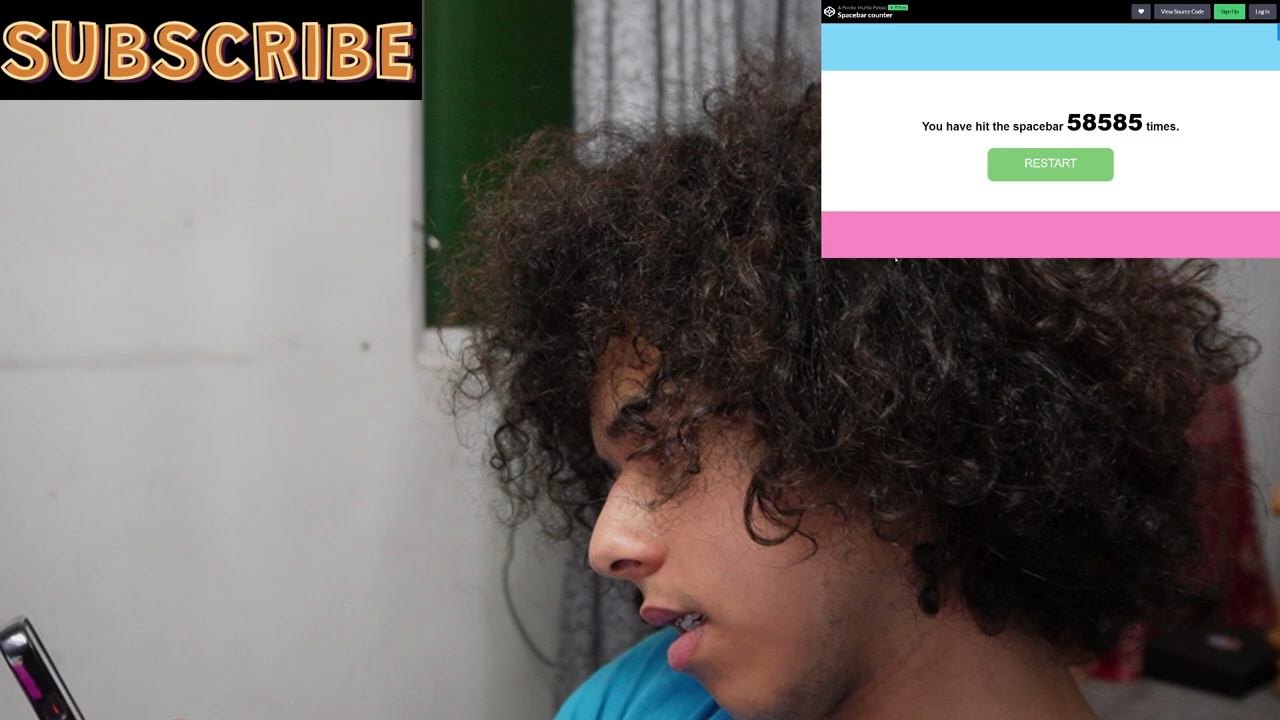 SUBSCRIBE
Spacebar counter
View Source Code
Sign Up
Log In
You have hit the spacebar 58585 times.
RESTART